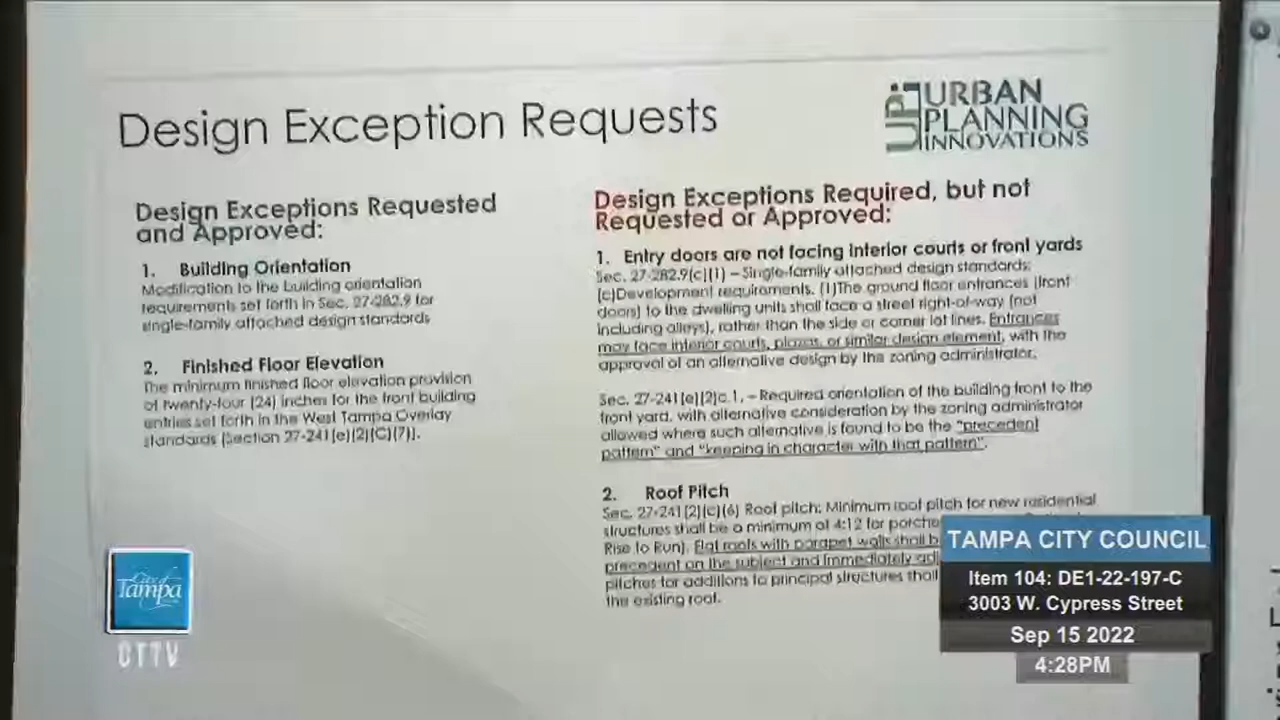 Design Exception Requests
URBAN
PLANNING
INNOVATIONS
Design Exceptions Requested
and Approved:
1. Building Orientation
Modification to the building orientation
requirements set forth in Sec. 27-282.9 for
single-family attached design standards
2. Finished Floor Elevation
The minimum finished floor elevation provision
of twenty-four (24) inches for the front building
entries set forth in the West Tampa Overlay
standards (Section 27-241(e)(2)(C)(7)).
Design Exceptions Required, but not
Requested or Approved:
1. Entry doors are not facing interior courts or front yards
Sec. 27-282.9(c)(1) – Single-family attached design standards:
(c)Development requirements. (1)The ground floor entrances (front
doors) to the dwelling units shall face a street right-of-way (not
including alleys), rather than the side or corner lot lines. Entrances
may face interior courts, plazas, or similar design element, with the
approval of an alternative design by the zoning administrator.
Sec. 27-241(e)(2)c.1. – Required orientation of the building front to the
front yard, with alternative consideration by the zoning administrator
allowed where such alternative is found to be the "precedent
pattern" and "keeping in character with that pattern".
2. Roof Pitch
Sec. 27-241(2)(c)(6) Roof pitch: Minimum roof pitch for new residential
structures shall be a minimum of 4:12 for
Rise to Run). Flat roofs with parapet walls shall
precedent on the subject and immediately
pitches for additions to principal structures shall
the existing roof.
City of
Tampa
CTTV
TAMPA CITY COUNCIL
Item 104: DE1-22-197-C
3003 W. Cypress Street
Sep 15 2022
4:28PM